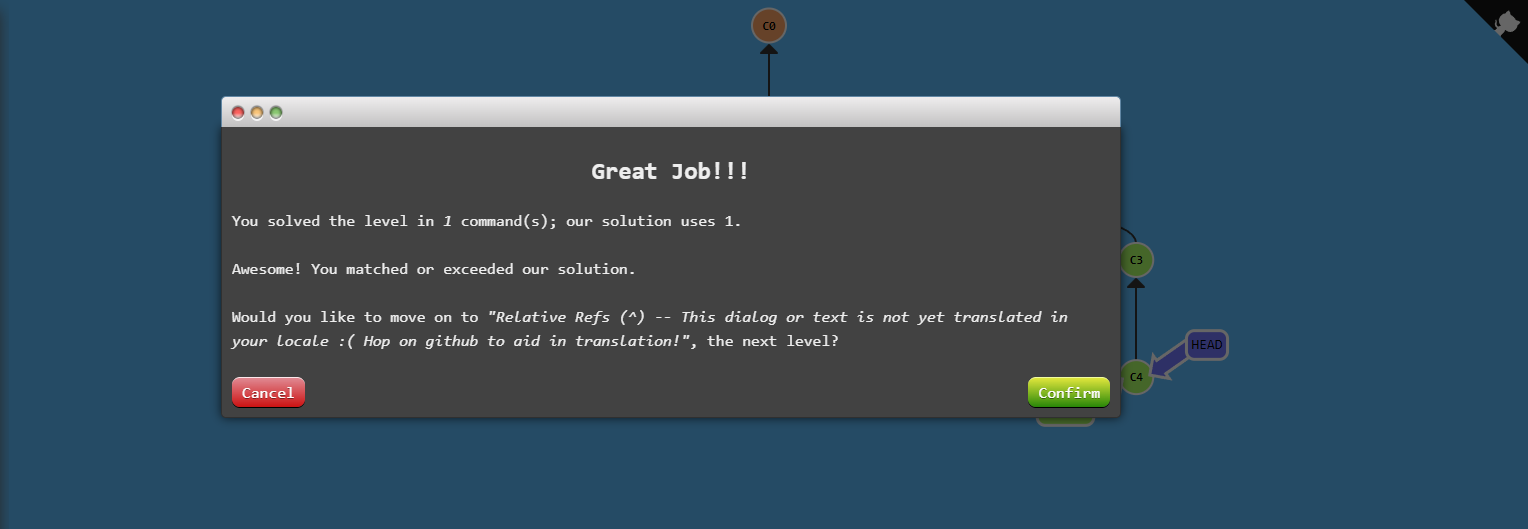 C0
Great Job!!!
You solved the level in 1 command(s); our solution uses 1.
Awesome! You matched or exceeded our solution.
Would you like to move on to "Relative Refs (^) -- This dialog or text is not yet translated in
your locale :( Hop on github to aid in translation!", the next level?
Cancel
Confirm
C3
HEAD
C4